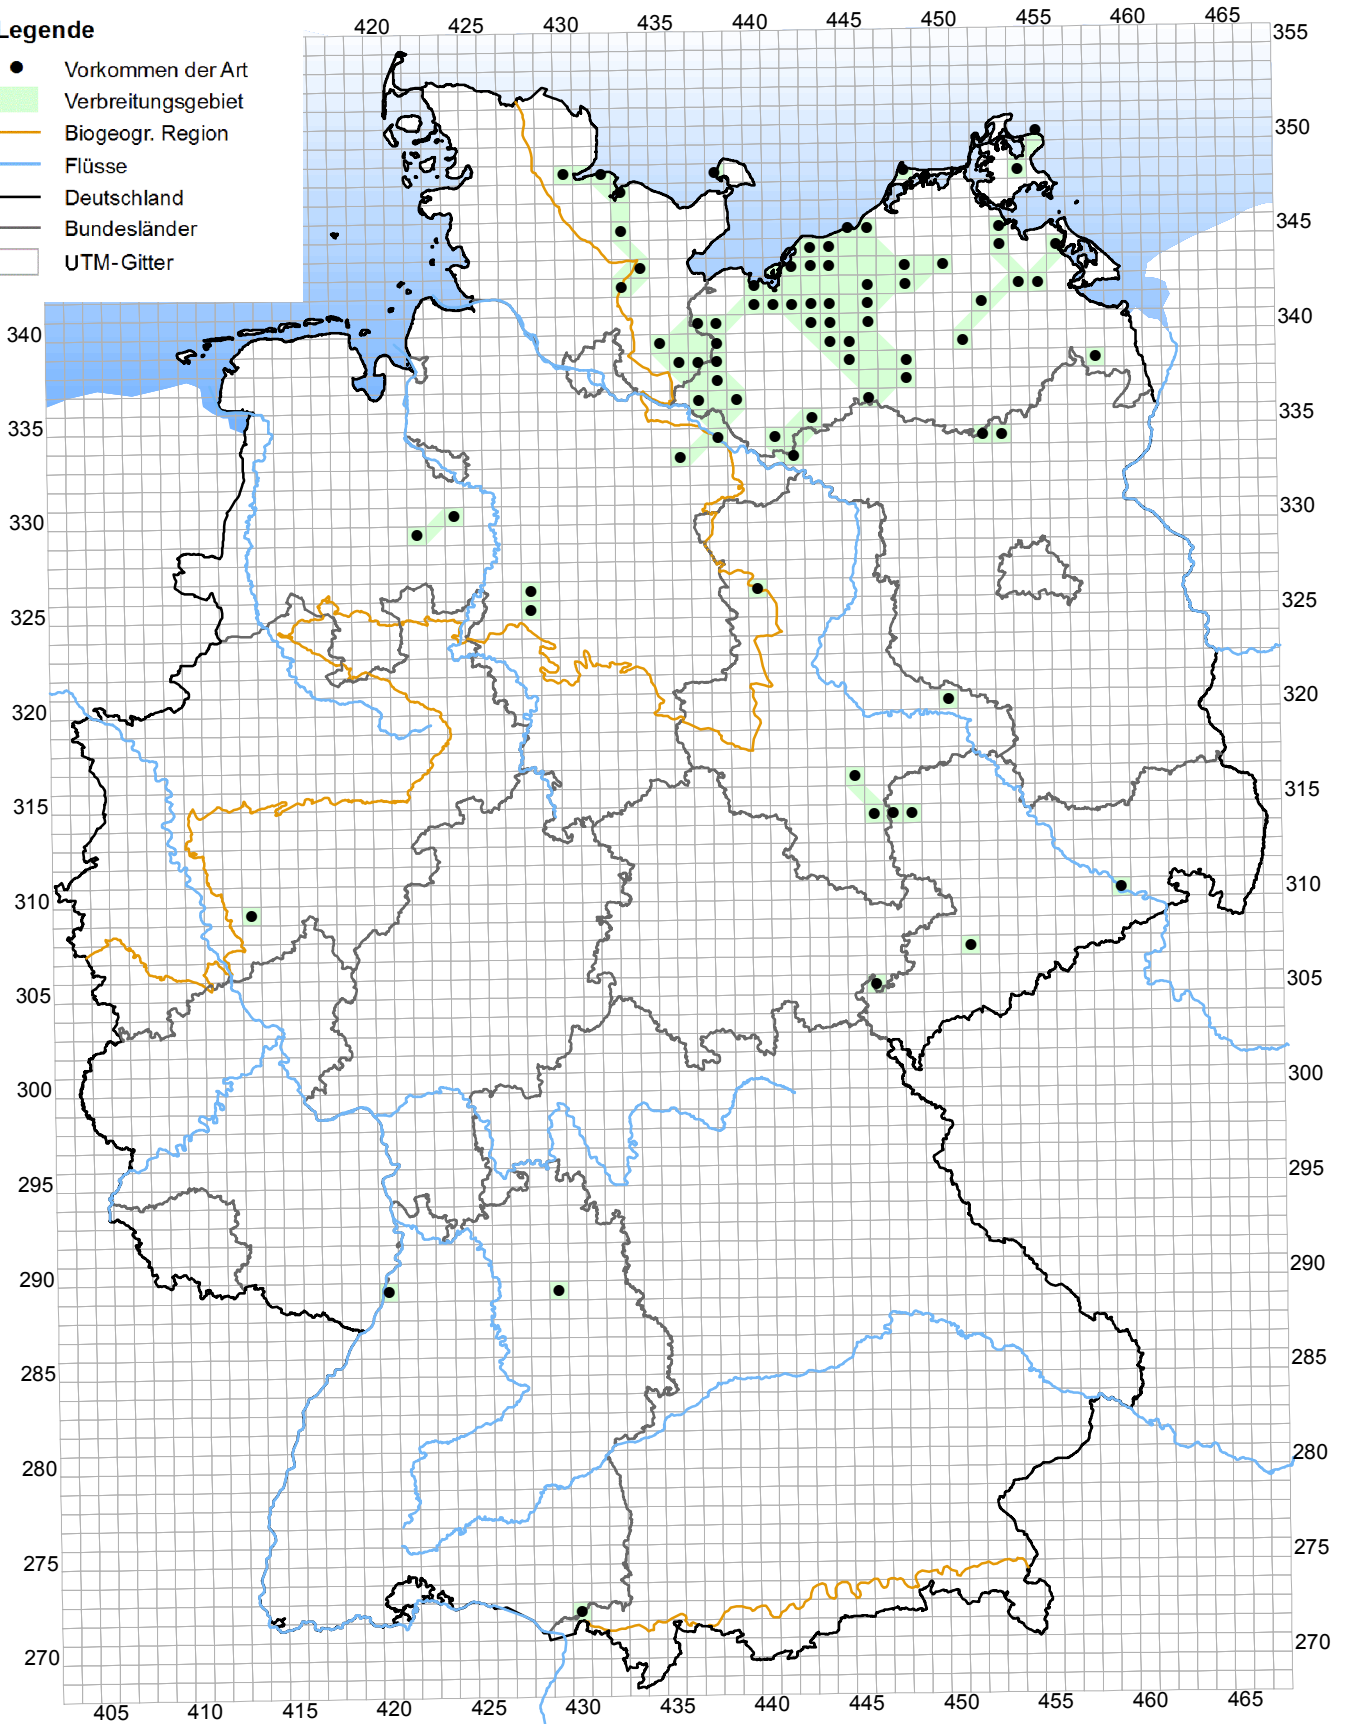 Legende
Vorkommen der Art
Verbreitungsgebiet
Biogeogr. Region
Flüsse
Deutschland
Bundesländer
UTM-Gitter
420 425 430 435 440 445 450 455 460 465
355
350
345
340 340
335 335
330 330
325 325
320 320
315 315
310 310
305 305
300 300
295 295
290 290
285 285
280 280
275 275
270 270
405 410 415 420 425 430 435 440 445 450 455 460 465